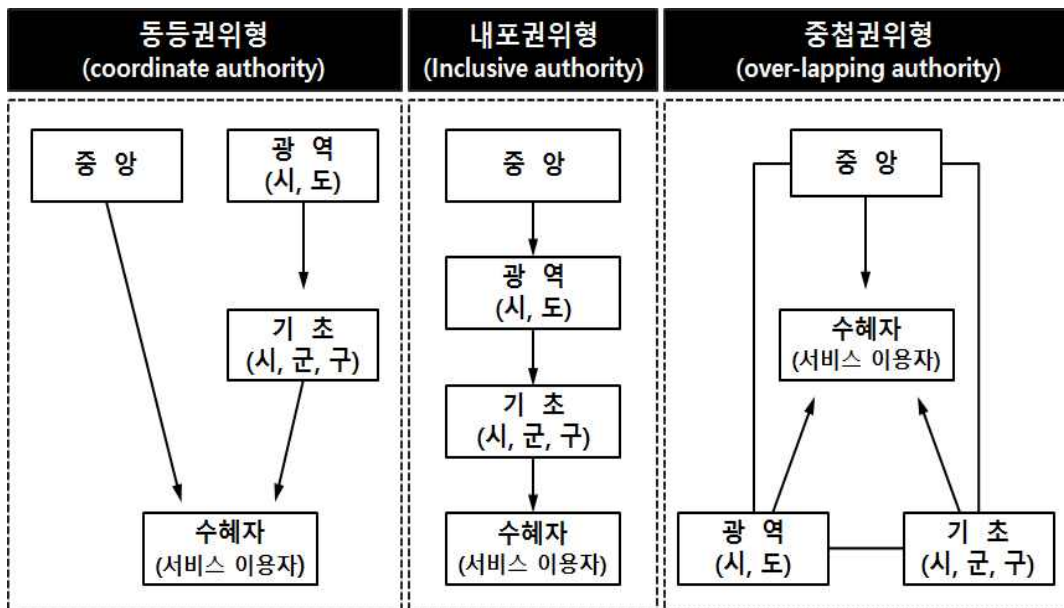 동등권위형
(coordinate authority)
내포권위형
(Inclusive authority)
중첩권위형
(over-lapping authority)
중 앙
광 역
(시, 도)
기 초
(시, 군, 구)
수혜자
(서비스 이용자)
중 앙
광 역
(시, 도)
기 초
(시, 군, 구)
수혜자
(서비스 이용자)
중 앙
수혜자
(서비스 이용자)
광 역
(시, 도)
기 초
(시, 군, 구)